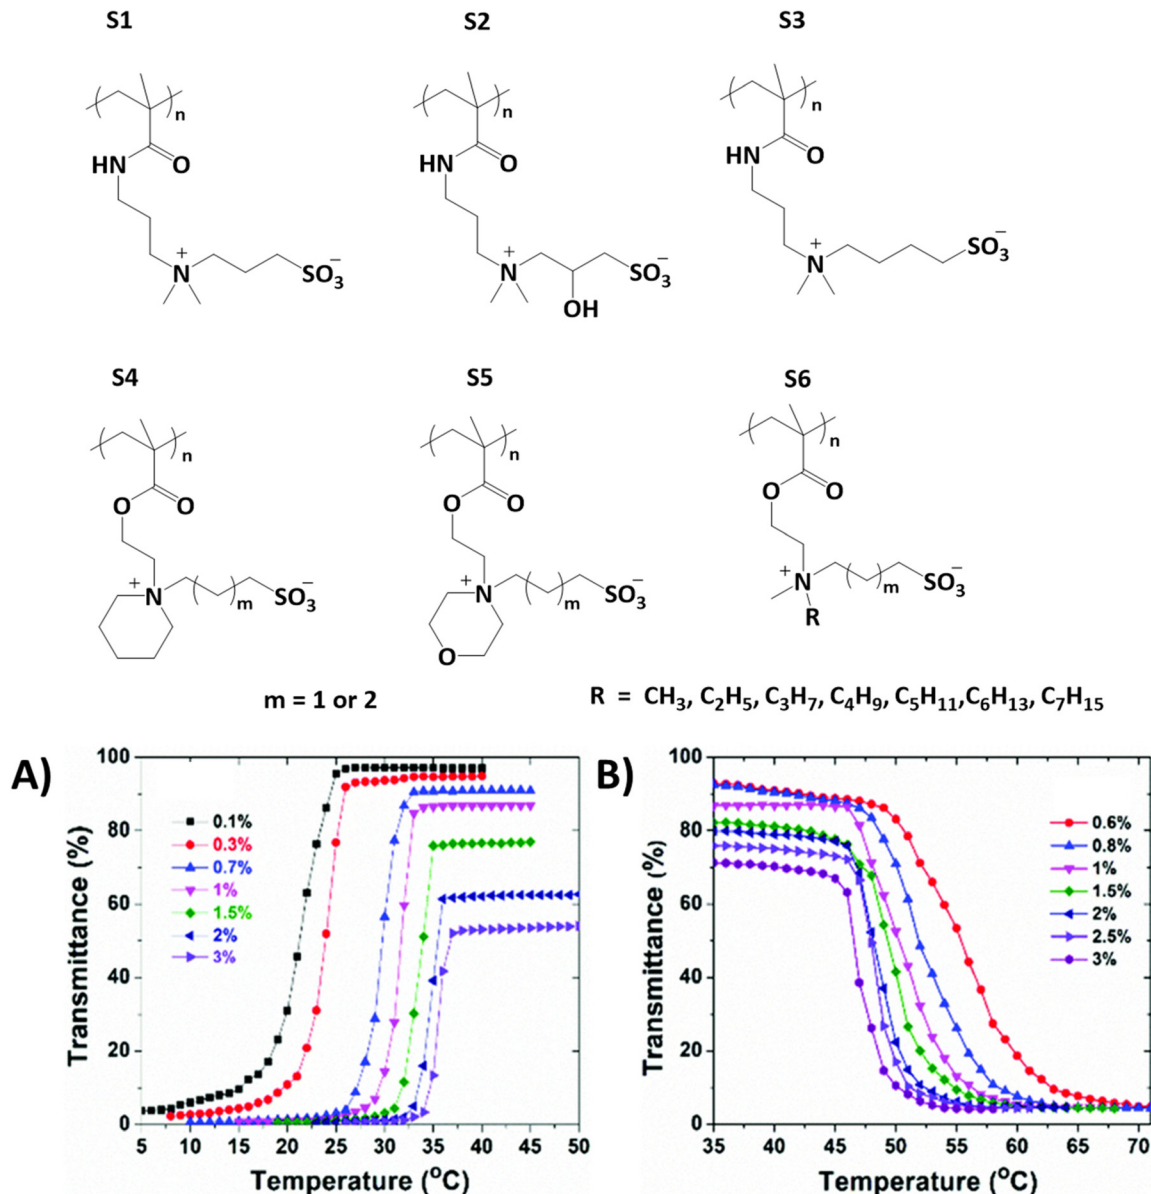 S1 S2 S3
n n n
HN O HN O HN O
+ + +
N SO3− N SO3− N SO3−
OH
S4 S5 S6
n n n
O O O O O O
+ + +
N m SO3− N m SO3− N m SO3−
O R
m = 1 or 2 R = CH3, C2H5, C3H7, C4H9, C5H11,C6H13, C7H15
A)
Transmittance (%)
100
80
60
40
20
0
0.1%
0.3%
0.7%
1%
1.5%
2%
3%
5 10 15 20 25 30 35 40 45 50
Temperature (oC)
B)
Transmittance (%)
100
80
60
40
20
0
0.6%
0.8%
1%
1.5%
2%
2.5%
3%
35 40 45 50 55 60 65 70
Temperature (oC)